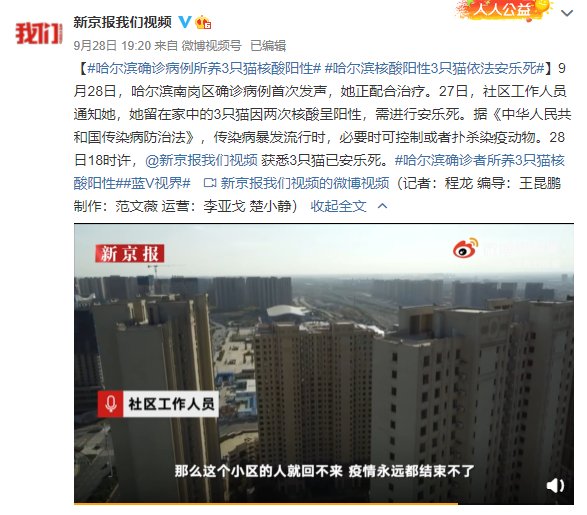 人人公益
我们
新京报我们视频
9月28日 19:20 来自 微博视频号 已编辑
【#哈尔滨确诊病例所养3只猫核酸阳性# #哈尔滨核酸阳性3只猫依法安乐死#】9
月28日，哈尔滨南岗区确诊病例首次发声，她正配合治疗。27日，社区工作人员
通知她，她留在家中的3只猫因两次核酸呈阳性，需进行安乐死。据《中华人民共
和国传染病防治法》，传染病暴发流行时，必要时可控制或者扑杀染疫动物。28
日18时许，@新京报我们视频 获悉3只猫已安乐死。#哈尔滨确诊者所养3只猫核
酸阳性##蓝V视界# 新京报我们视频的微博视频（记者：程龙 编导：王昆鹏
制作：范文薇 运营：李亚戈 楚小静） 收起全文
新京报
社区工作人员
那么这个小区的人就回不来 疫情永远都结束不了